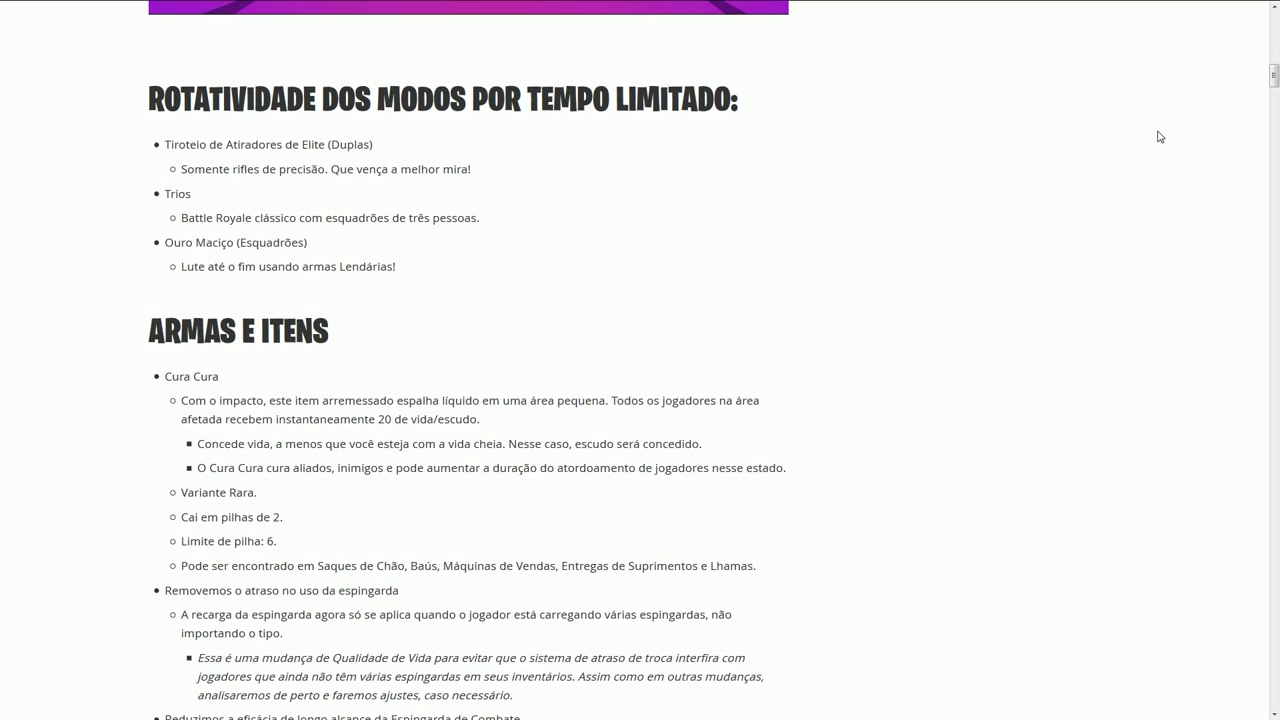 ROTATIVIDADE DOS MODOS POR TEMPO LIMITADO:
Tiroteio de Atiradores de Elite (Duplas)
Somente rifles de precisão. Que vença a melhor mira!
Trios
Battle Royale clássico com esquadrões de três pessoas.
Ouro Maciço (Esquadrões)
Lute até o fim usando armas Lendárias!
ARMAS E ITENS
Cura Cura
Com o impacto, este item arremessado espalha líquido em uma área pequena. Todos os jogadores na área
afetada recebem instantaneamente 20 de vida/escudo.
Concede vida, a menos que você esteja com a vida cheia. Nesse caso, escudo será concedido.
O Cura Cura cura aliados, inimigos e pode aumentar a duração do atordoamento de jogadores nesse estado.
Variante Rara.
Cai em pilhas de 2.
Limite de pilha: 6.
Pode ser encontrado em Saques de Chão, Baús, Máquinas de Vendas, Entregas de Suprimentos e Lhamas.
Removemos o atraso no uso da espingarda
A recarga da espingarda agora só se aplica quando o jogador está carregando várias espingardas, não
importando o tipo.
Essa é uma mudança de Qualidade de Vida para evitar que o sistema de atraso de troca interfira com
jogadores que ainda não têm várias espingardas em seus inventários. Assim como em outras mudanças,
analisaremos de perto e faremos ajustes, caso necessário.
Reduzimos a eficácia de longo alcance da Espingarda de Combate